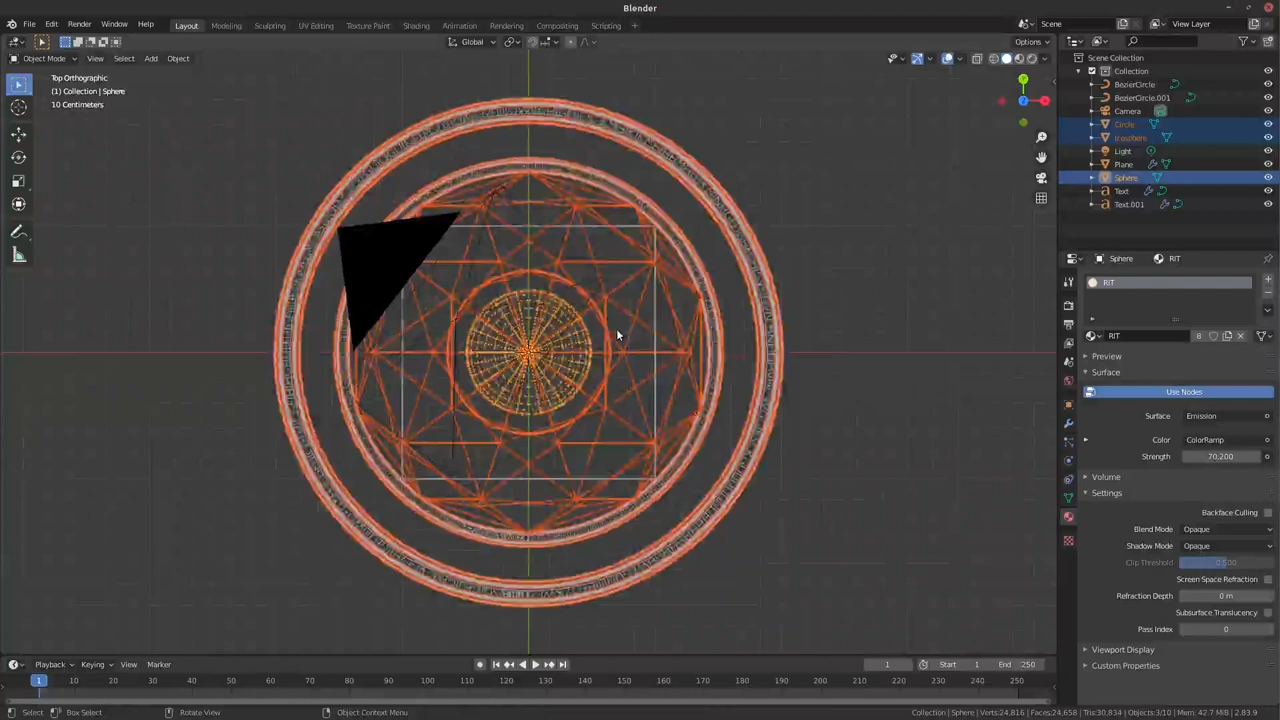 Blender
File Edit Render Window Help Layout Modeling Sculpting UV Editing Texture Paint Shading Animation Rendering Compositing Scripting + Scene View Layer
Global Options
Object Mode View Select Add Object
Top Orthographic
(1) Collection | Sphere
10 Centimeters
Scene Collection
Collection
BezierCircle
BezierCircle.001
Camera
Circle
Icosphere
Light
Plane
Sphere
Text
Text.001
Sphere RIT
RIT
RIT 8
Preview
Surface
Use Nodes
Surface Emission
Color ColorRamp
Strength 70.200
Volume
Settings
Backface Culling
Blend Mode Opaque
Shadow Mode Opaque
Clip Threshold 0.500
Screen Space Refraction
Refraction Depth 0 m
Subsurface Translucency
Pass Index 0
Viewport Display
Custom Properties
Playback Keying View Marker 1 Start 1 End 250
1 10 20 30 40 50 60 70 80 90 100 110 120 130 140 150 160 170 180 190 200 210 220 230 240 250
Select Box Select Rotate View Object Context Menu Collection | Sphere | Verts:24,816 | Faces:24,658 | Tris:30,834 | Objects:3/10 | Mem: 42.7 MiB | 2.83.9